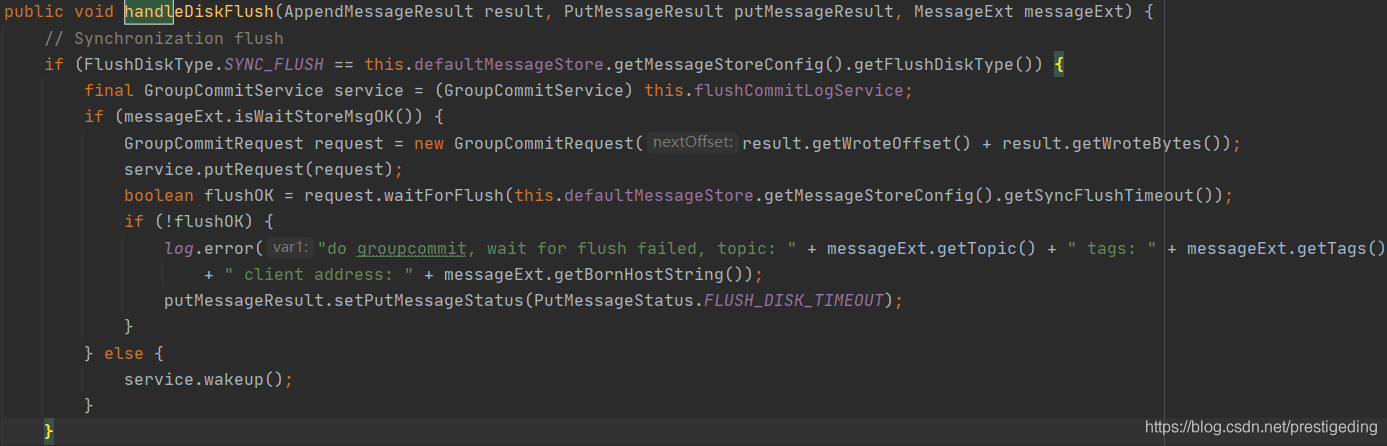 public void handleDiskFlush(AppendMessageResult result, PutMessageResult putMessageResult, MessageExt messageExt) {
// Synchronization flush
if (FlushDiskType.SYNC_FLUSH == this.defaultMessageStore.getMessageStoreConfig().getFlushDiskType()) {
final GroupCommitService service = (GroupCommitService) this.flushCommitLogService;
if (messageExt.isWaitStoreMsgOK()) {
GroupCommitRequest request = new GroupCommitRequest( nextOffset: result.getWroteOffset() + result.getWroteBytes());
service.putRequest(request);
boolean flushOK = request.waitForFlush(this.defaultMessageStore.getMessageStoreConfig().getSyncFlushTimeout());
if (!flushOK) {
log.error( var1: "do groupcommit, wait for flush failed, topic: " + messageExt.getTopic() + " tags: " + messageExt.getTags()
+ " client address: " + messageExt.getBornHostString());
putMessageResult.setPutMessageStatus(PutMessageStatus.FLUSH_DISK_TIMEOUT);
}
} else {
service.wakeup();
}
}
https://blog.csdn.net/prestigeding